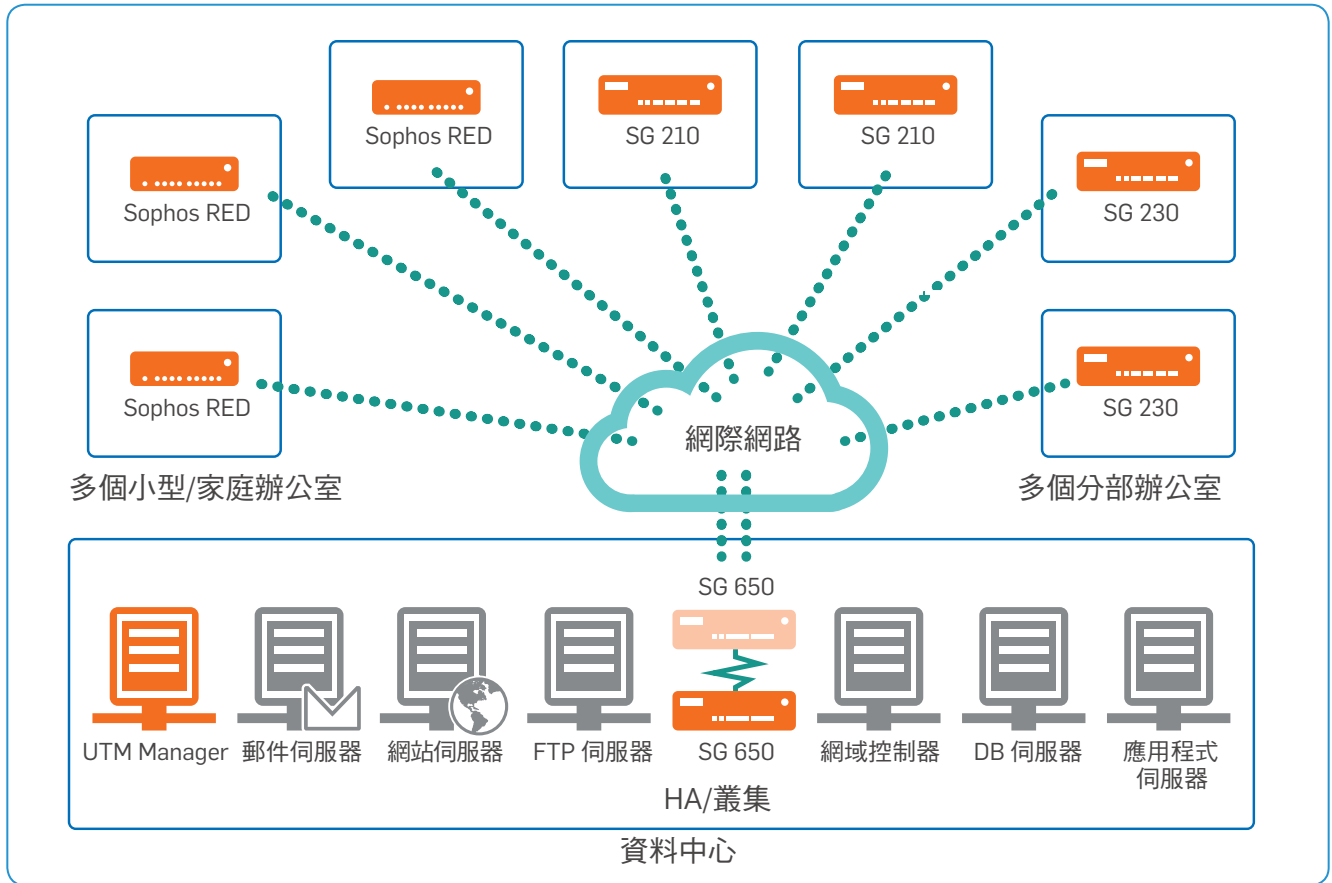 Sophos RED
SG 210
SG 210
Sophos RED
SG 230
Sophos RED
SG 230
網際網路
多個小型/家庭辦公室
多個分部辦公室
SG 650
UTM Manager
郵件伺服器
網站伺服器
FTP 伺服器
SG 650
網域控制器
DB 伺服器
應用程式
伺服器
HA/叢集
資料中心